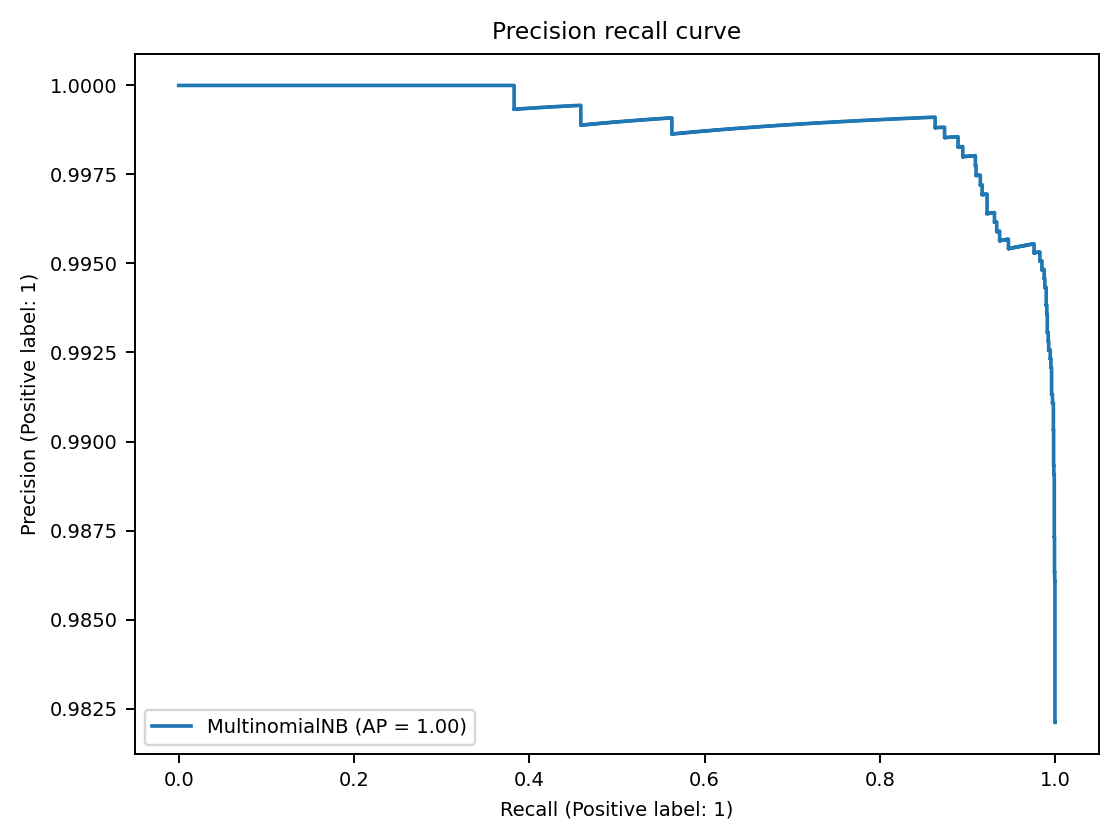 Precision recall curve
1.0000
0.9975
0.9950
0.9925
0.9900
0.9875
0.9850
0.9825
Precision (Positive label: 1)
MultinomialNB (AP = 1.00)
0.0 0.2 0.4 0.6 0.8 1.0
Recall (Positive label: 1)